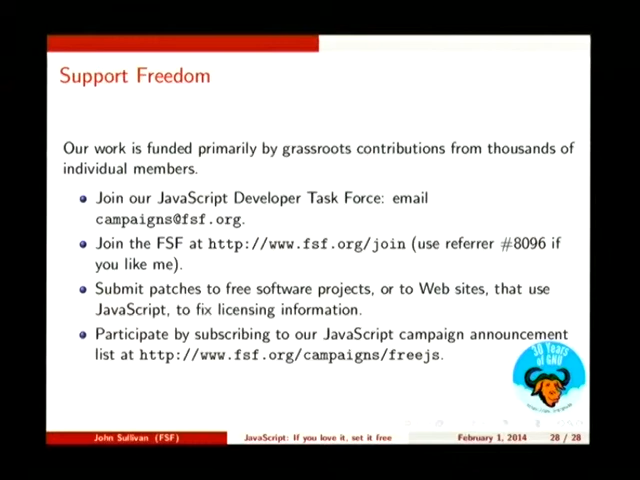 Support Freedom
Our work is funded primarily by grassroots contributions from thousands of
individual members.
Join our JavaScript Developer Task Force: email
campaigns@fsf.org.
Join the FSF at http://www.fsf.org/join (use referrer #8096 if
you like me).
Submit patches to free software projects, or to Web sites, that use
JavaScript, to fix licensing information.
Participate by subscribing to our JavaScript campaign announcement
list at http://www.fsf.org/campaigns/freejs.
30 Years
of GNU
John Sullivan (FSF)
JavaScript: If you love it, set it free
February 1, 2014
28 / 28